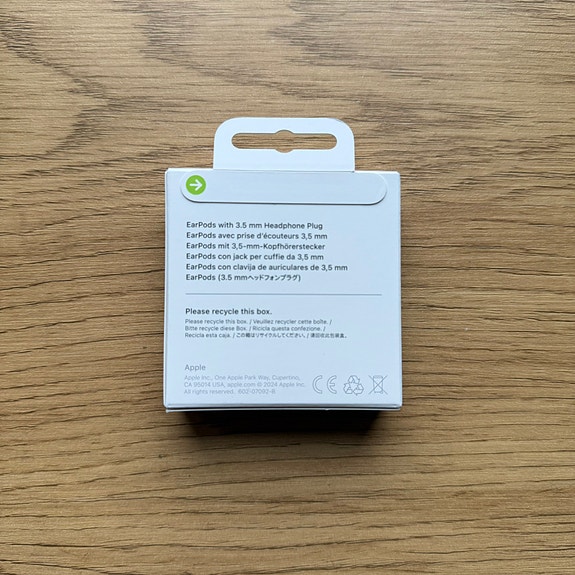 EarPods with 3.5 mm Headphone Plug
EarPods avec prise d'écouteurs 3,5 mm
EarPods mit 3,5-mm-Kopfhörerstecker
EarPods con jack per cuffie da 3,5 mm
EarPods con clavija de auriculares de 3,5 mm
EarPods (3.5 mmヘッドフォンプラグ)
Please recycle this box.
Please recycle this box. / Veuillez recycler cette boîte. /
Bitte recycle diese Box. / Ricicla questa confezione. /
Recicla esta caja. / この箱はリサイクルしてください。/ 請回收此包裝盒。
Apple
Apple Inc., One Apple Park Way, Cupertino,
CA 95014 USA, apple.com © 2024 Apple Inc.
All rights reserved. 602-07092-B
CE